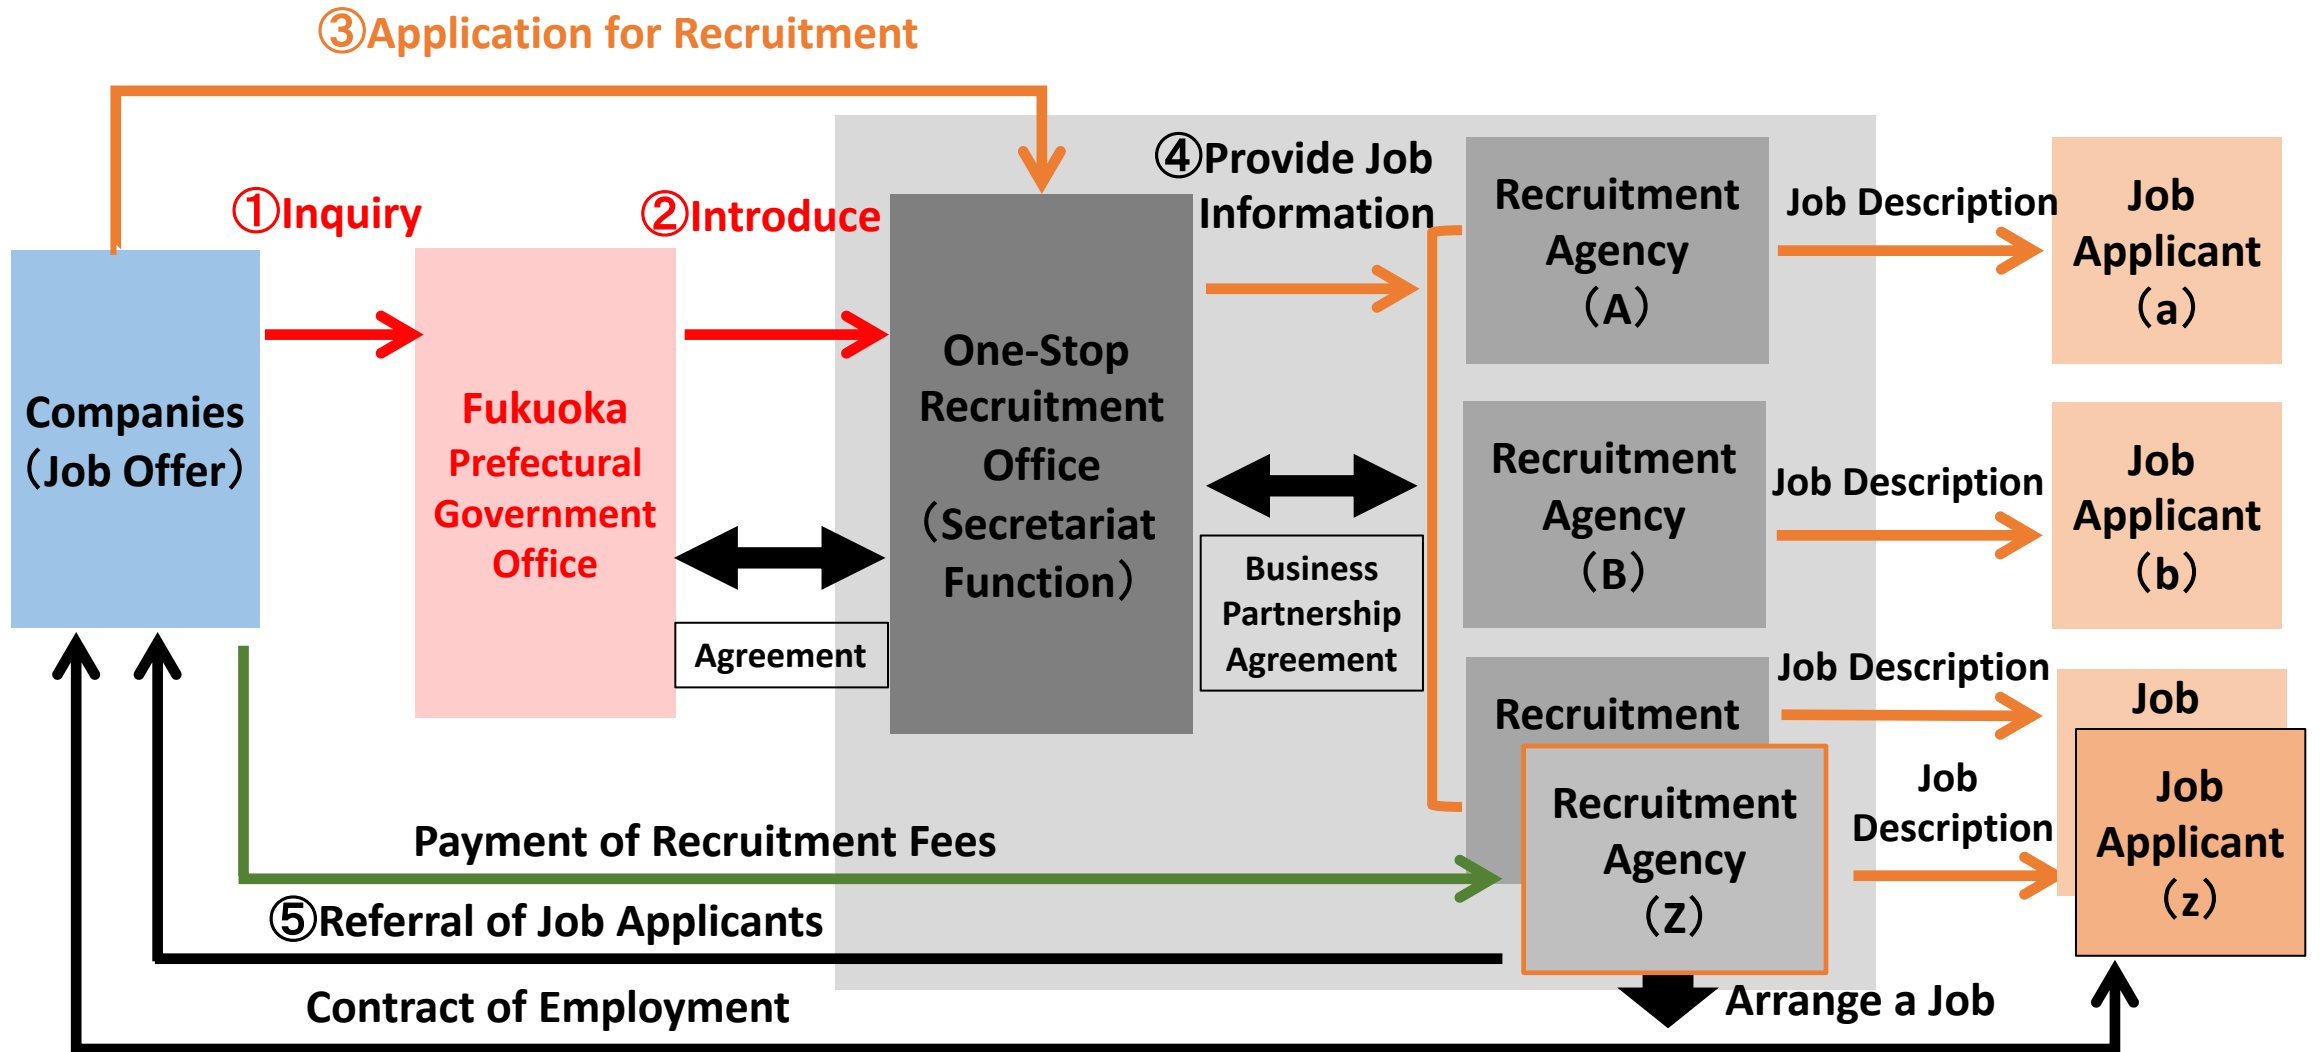 ③Application for Recruitment
①Inquiry
②Introduce
④Provide Job
Information
Companies
（Job Offer）
Fukuoka
Prefectural
Government
Office
One-Stop
Recruitment
Office
（Secretariat
Function）
Agreement
Business
Partnership
Agreement
Recruitment
Agency
（A）
Job Description
Job
Applicant
（a）
Recruitment
Agency
（B）
Job Description
Job
Applicant
（b）
Recruitment
Job Description
Job
Recruitment
Agency
（Z）
Job
Description
Job
Applicant
（z）
Payment of Recruitment Fees
⑤Referral of Job Applicants
Contract of Employment
Arrange a Job